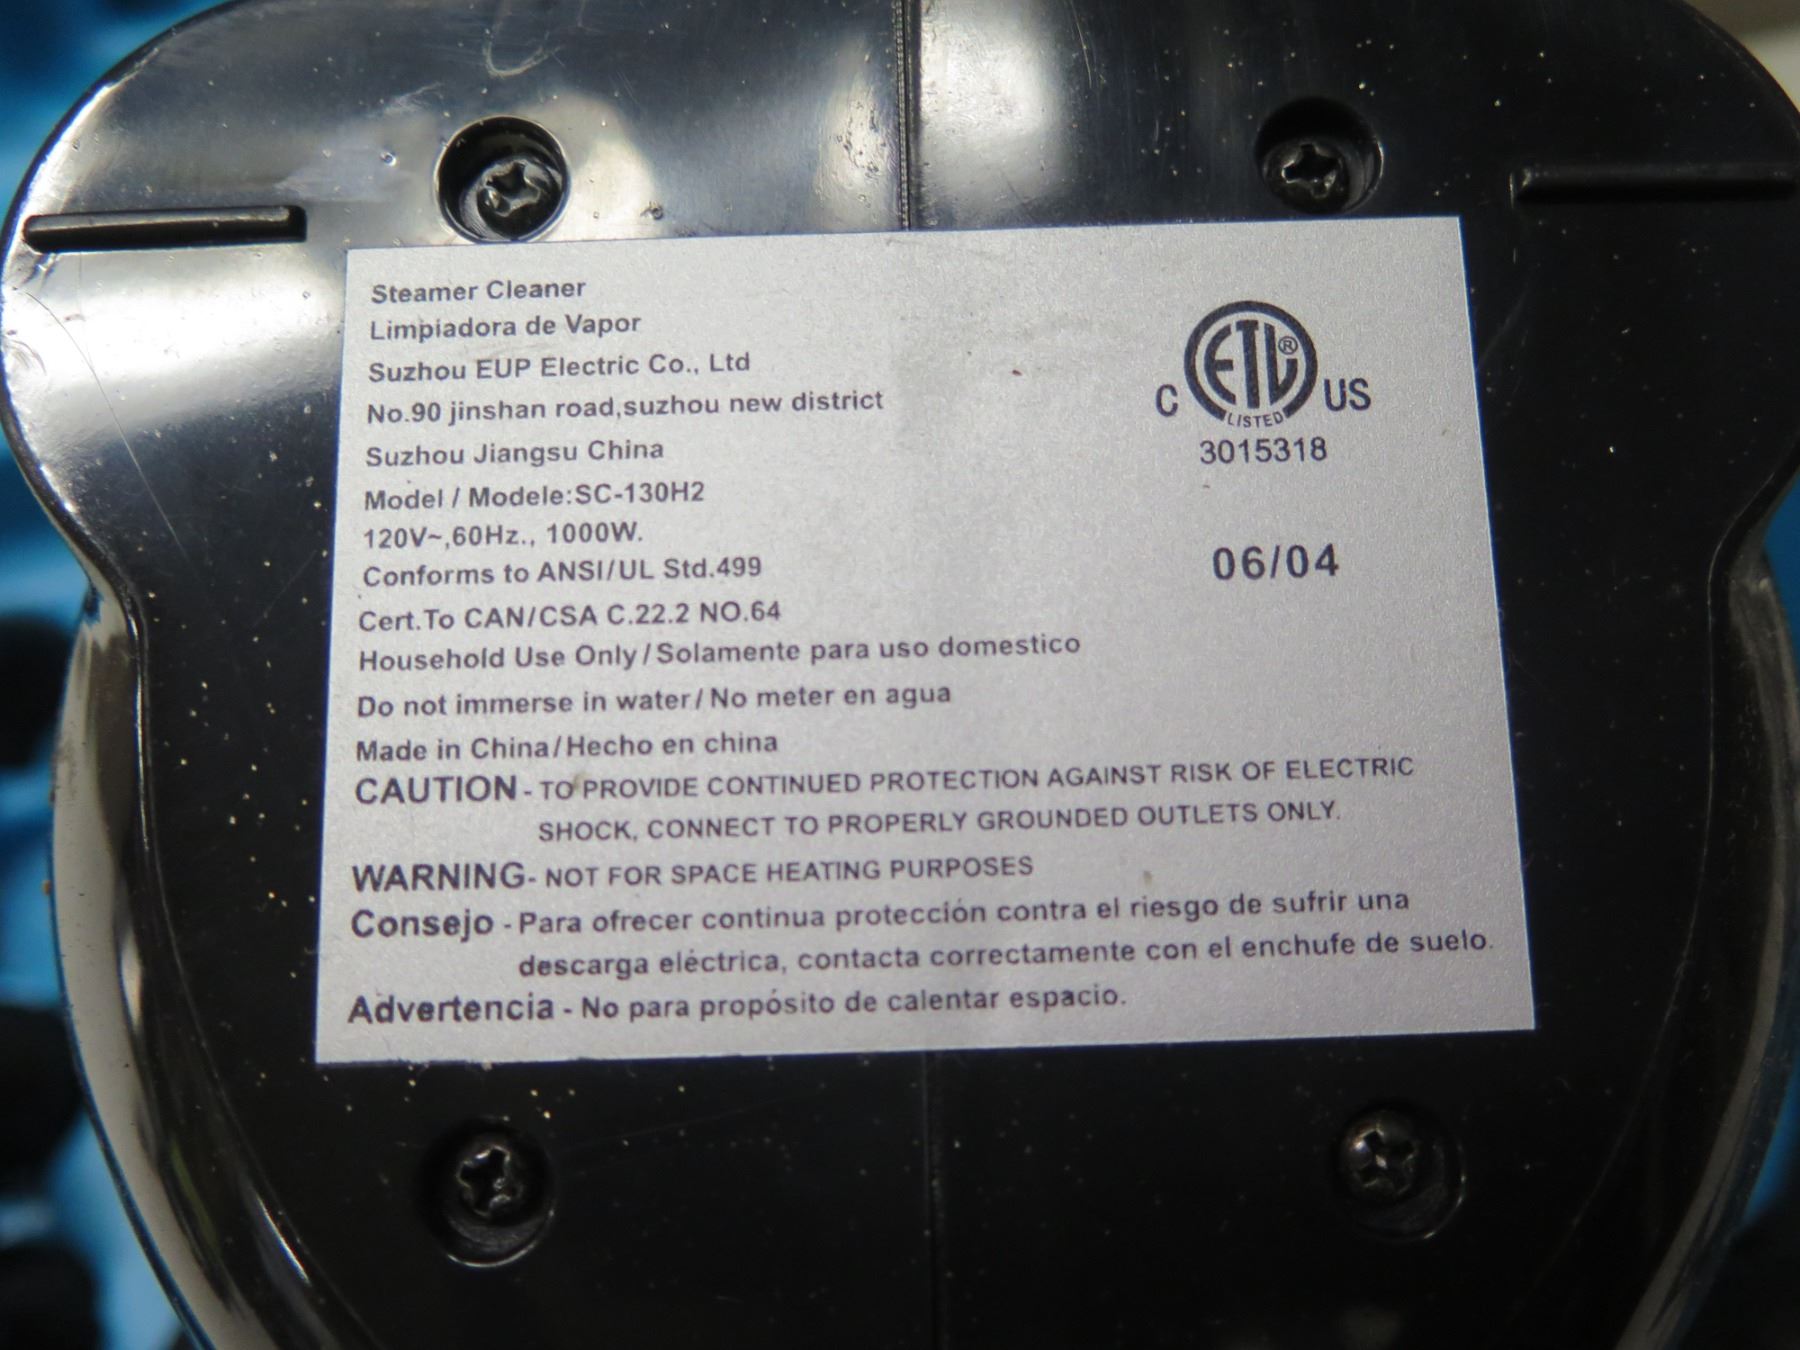 Steamer Cleaner
Limpiadora de Vapor
Suzhou EUP Electric Co., Ltd
No.90 jinshan road,suzhou new district
Suzhou Jiangsu China
Model / Modele:SC-130H2
120V~,60Hz., 1000W.
Conforms to ANSI/UL Std.499
Cert.To CAN/CSA C.22.2 NO.64
Household Use Only/Solamente para uso domestico
Do not immerse in water/No meter en agua
Made in China/Hecho en china
C ETL ® US
LISTED
3015318
06/04
CAUTION - TO PROVIDE CONTINUED PROTECTION AGAINST RISK OF ELECTRIC
SHOCK, CONNECT TO PROPERLY GROUNDED OUTLETS ONLY.
WARNING- NOT FOR SPACE HEATING PURPOSES
Consejo - Para ofrecer continua protección contra el riesgo de sufrir una
descarga eléctrica, contacta correctamente con el enchufe de suelo.
Advertencia - No para propósito de calentar espacio.